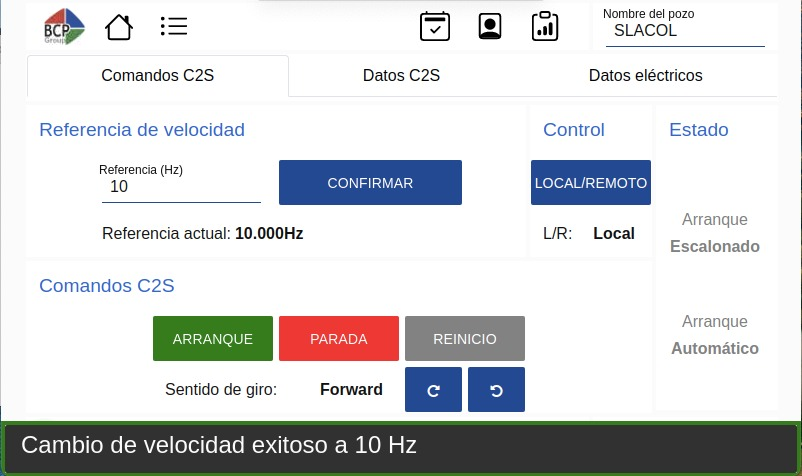 BCP
Group
Nombre del pozo
SLACOL
Comandos C2S
Datos C2S
Datos eléctricos
Referencia de velocidad
Referencia (Hz)
10
CONFIRMAR
Referencia actual: 10.000Hz
Control
LOCAL/REMOTO
L/R: Local
Estado
Arranque
Escalonado
Arranque
Automático
Comandos C2S
ARRANQUE
PARADA
REINICIO
Sentido de giro: Forward
Cambio de velocidad exitoso a 10 Hz